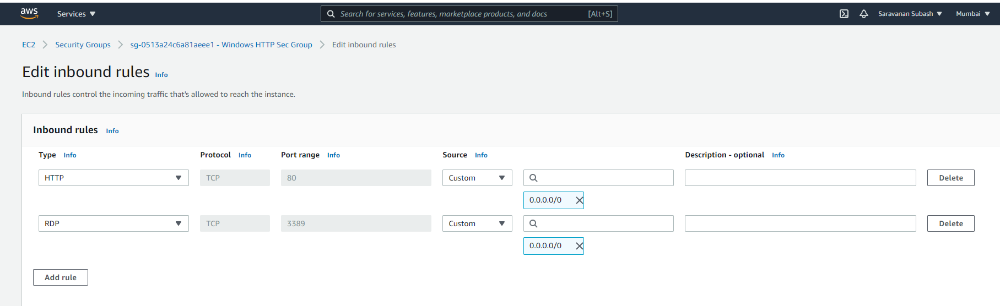 aws Services Search for services, features, marketplace products, and docs [Alt+S] Saravanan Subash Mumbai
EC2 Security Groups sg-0513a24c6a81aeee1 - Windows HTTP Sec Group Edit inbound rules
Edit inbound rules Info
Inbound rules control the incoming traffic that's allowed to reach the instance.
Inbound rules Info
Type Info Protocol Info Port range Info Source Info Description - optional Info
HTTP TCP 80 Custom Delete
0.0.0.0/0
RDP TCP 3389 Custom Delete
0.0.0.0/0
Add rule